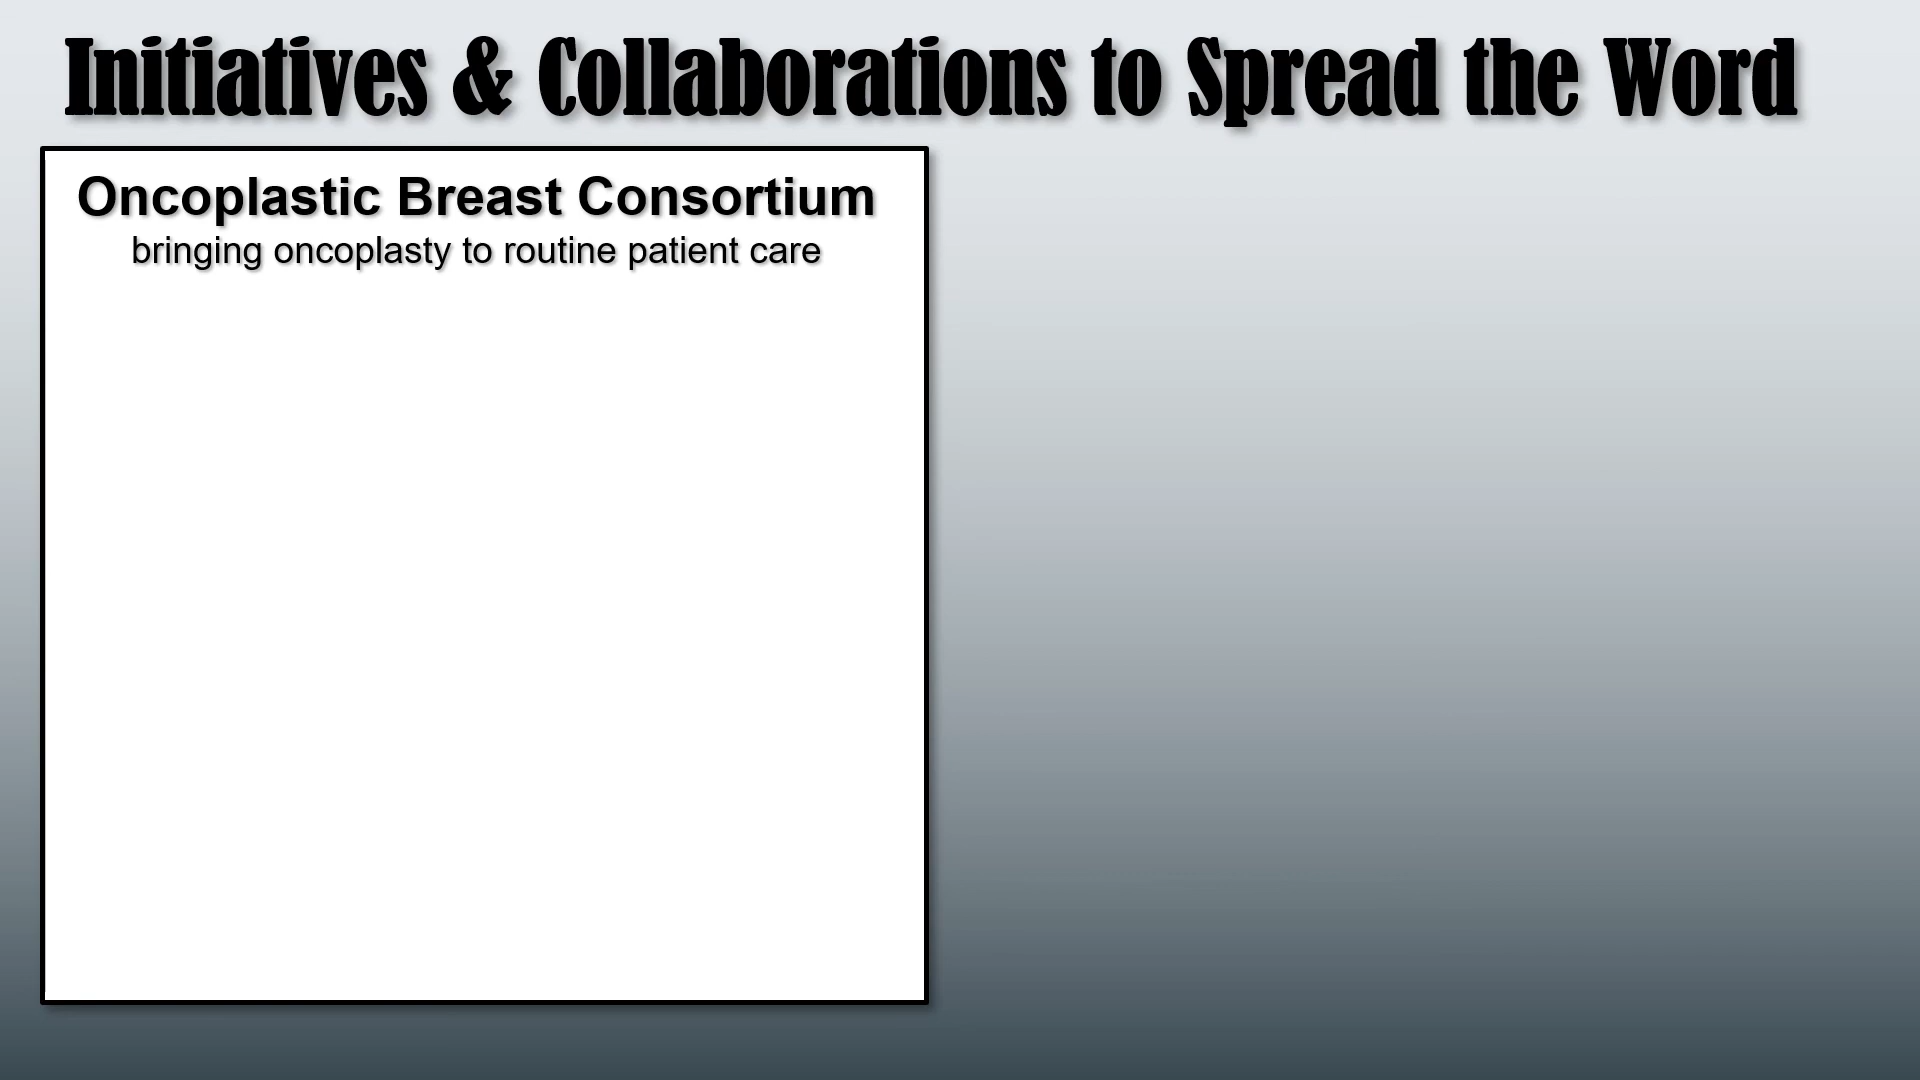 Initiatives & Collaborations to Spread the Word
Oncoplastic Breast Consortium
bringing oncoplasty to routine patient care